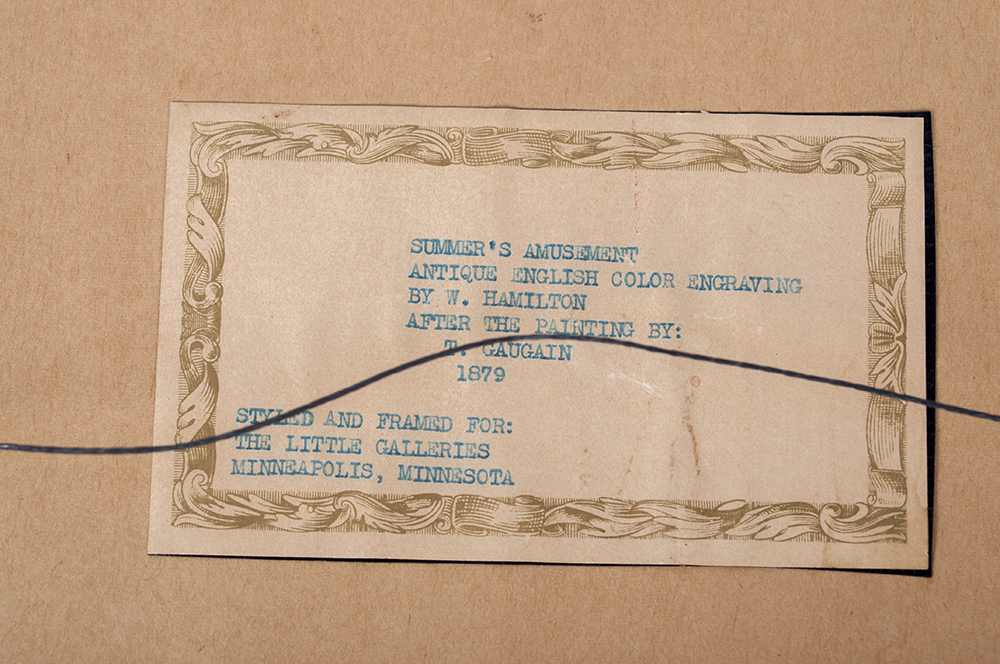 SUMMER'S AMUSEMENT
ANTIQUE ENGLISH COLOR ENGRAVING
BY W. HAMILTON
AFTER THE PAINTING BY:
T. GAUGAIN
1879
STYLED AND FRAMED FOR:
THE LITTLE GALLERIES
MINNEAPOLIS, MINNESOTA